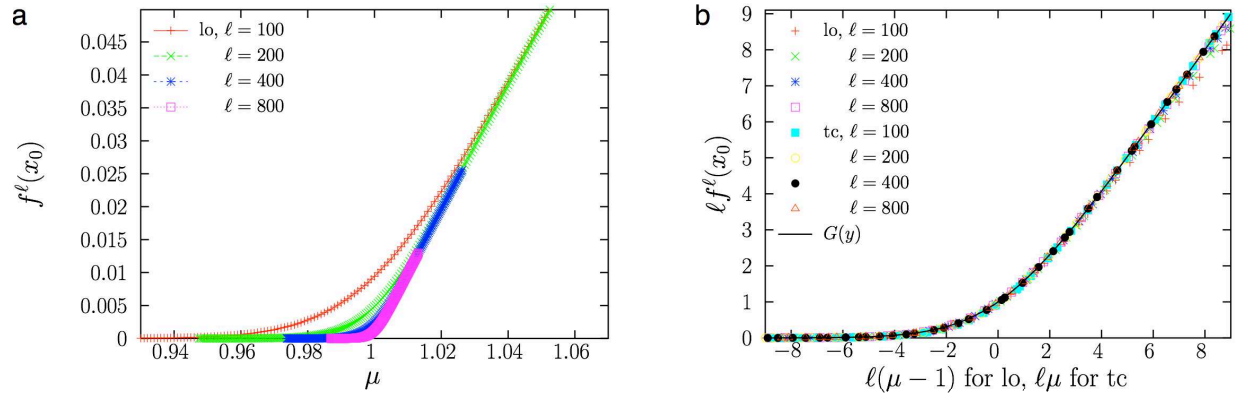 a
0.045
0.04
0.035
0.03
0.025
0.02
0.015
0.01
0.005
0
f^ℓ(x_0)
lo, ℓ = 100
ℓ = 200
ℓ = 400
ℓ = 800
0.94 0.96 0.98 1 1.02 1.04 1.06
μ
b
9
8
7
6
5
4
3
2
1
0
ℓf^ℓ(x_0)
lo, ℓ = 100
ℓ = 200
ℓ = 400
ℓ = 800
tc, ℓ = 100
ℓ = 200
ℓ = 400
ℓ = 800
G(y)
−8 −6 −4 −2 0 2 4 6 8
ℓ(μ − 1) for lo, ℓμ for tc